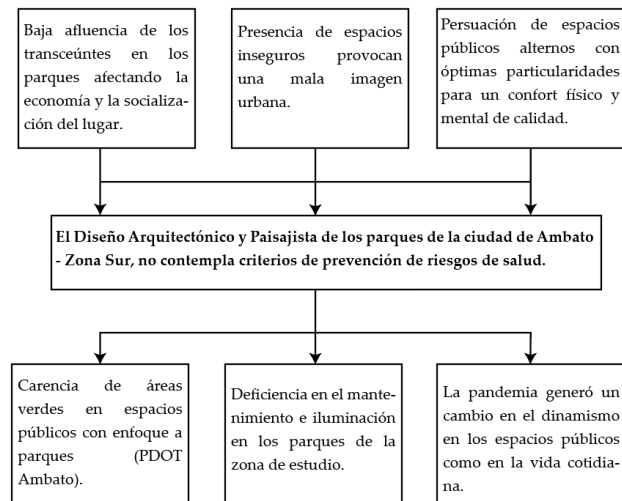 Baja afluencia de los
transceúntes en los
parques afectando la
economía y la socializa-
ción del lugar.
Presencia de espacios
inseguros provocan
una mala imagen
urbana.
Persuación de espacios
públicos alternos con
óptimas particularidades
para un confort físico y
mental de calidad.
El Diseño Arquitectónico y Paisajista de los parques de la ciudad de Ambato
- Zona Sur, no contempla criterios de prevención de riesgos de salud.
Carencia de áreas
verdes en espacios
públicos con enfoque a
parques (PDOT
Ambato).
Deficiencia en el mante-
nimiento e iluminación
en los parques de la
zona de estudio.
La pandemia generó un
cambio en el dinamismo
en los espacios públicos
como en la vida cotidia-
na.